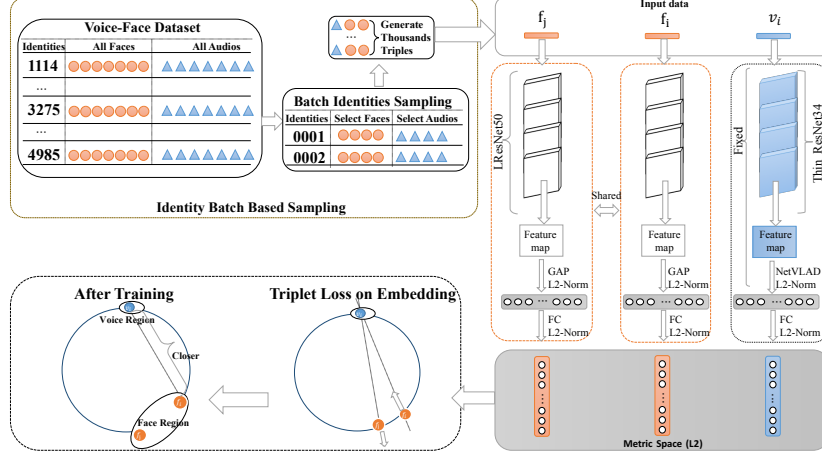 Voice-Face Dataset
Identities All Faces All Audios
1114
...
3275
...
4985
Generate
... Thousands
Triples
Batch Identities Sampling
Identities Select Faces Select Audios
0001
0002
Identity Batch Based Sampling
Input data
f_j f_i v_i
LResNet50
Shared
Fixed
Thin ResNet34
Feature
map
Feature
map
Feature
map
GAP
L2-Norm
GAP
L2-Norm
NetVLAD
L2-Norm
... ... ...
FC
L2-Norm
FC
L2-Norm
FC
L2-Norm
Metric Space (L2)
After Training
Voice Region
Closer
Face Region
Triplet Loss on Embedding